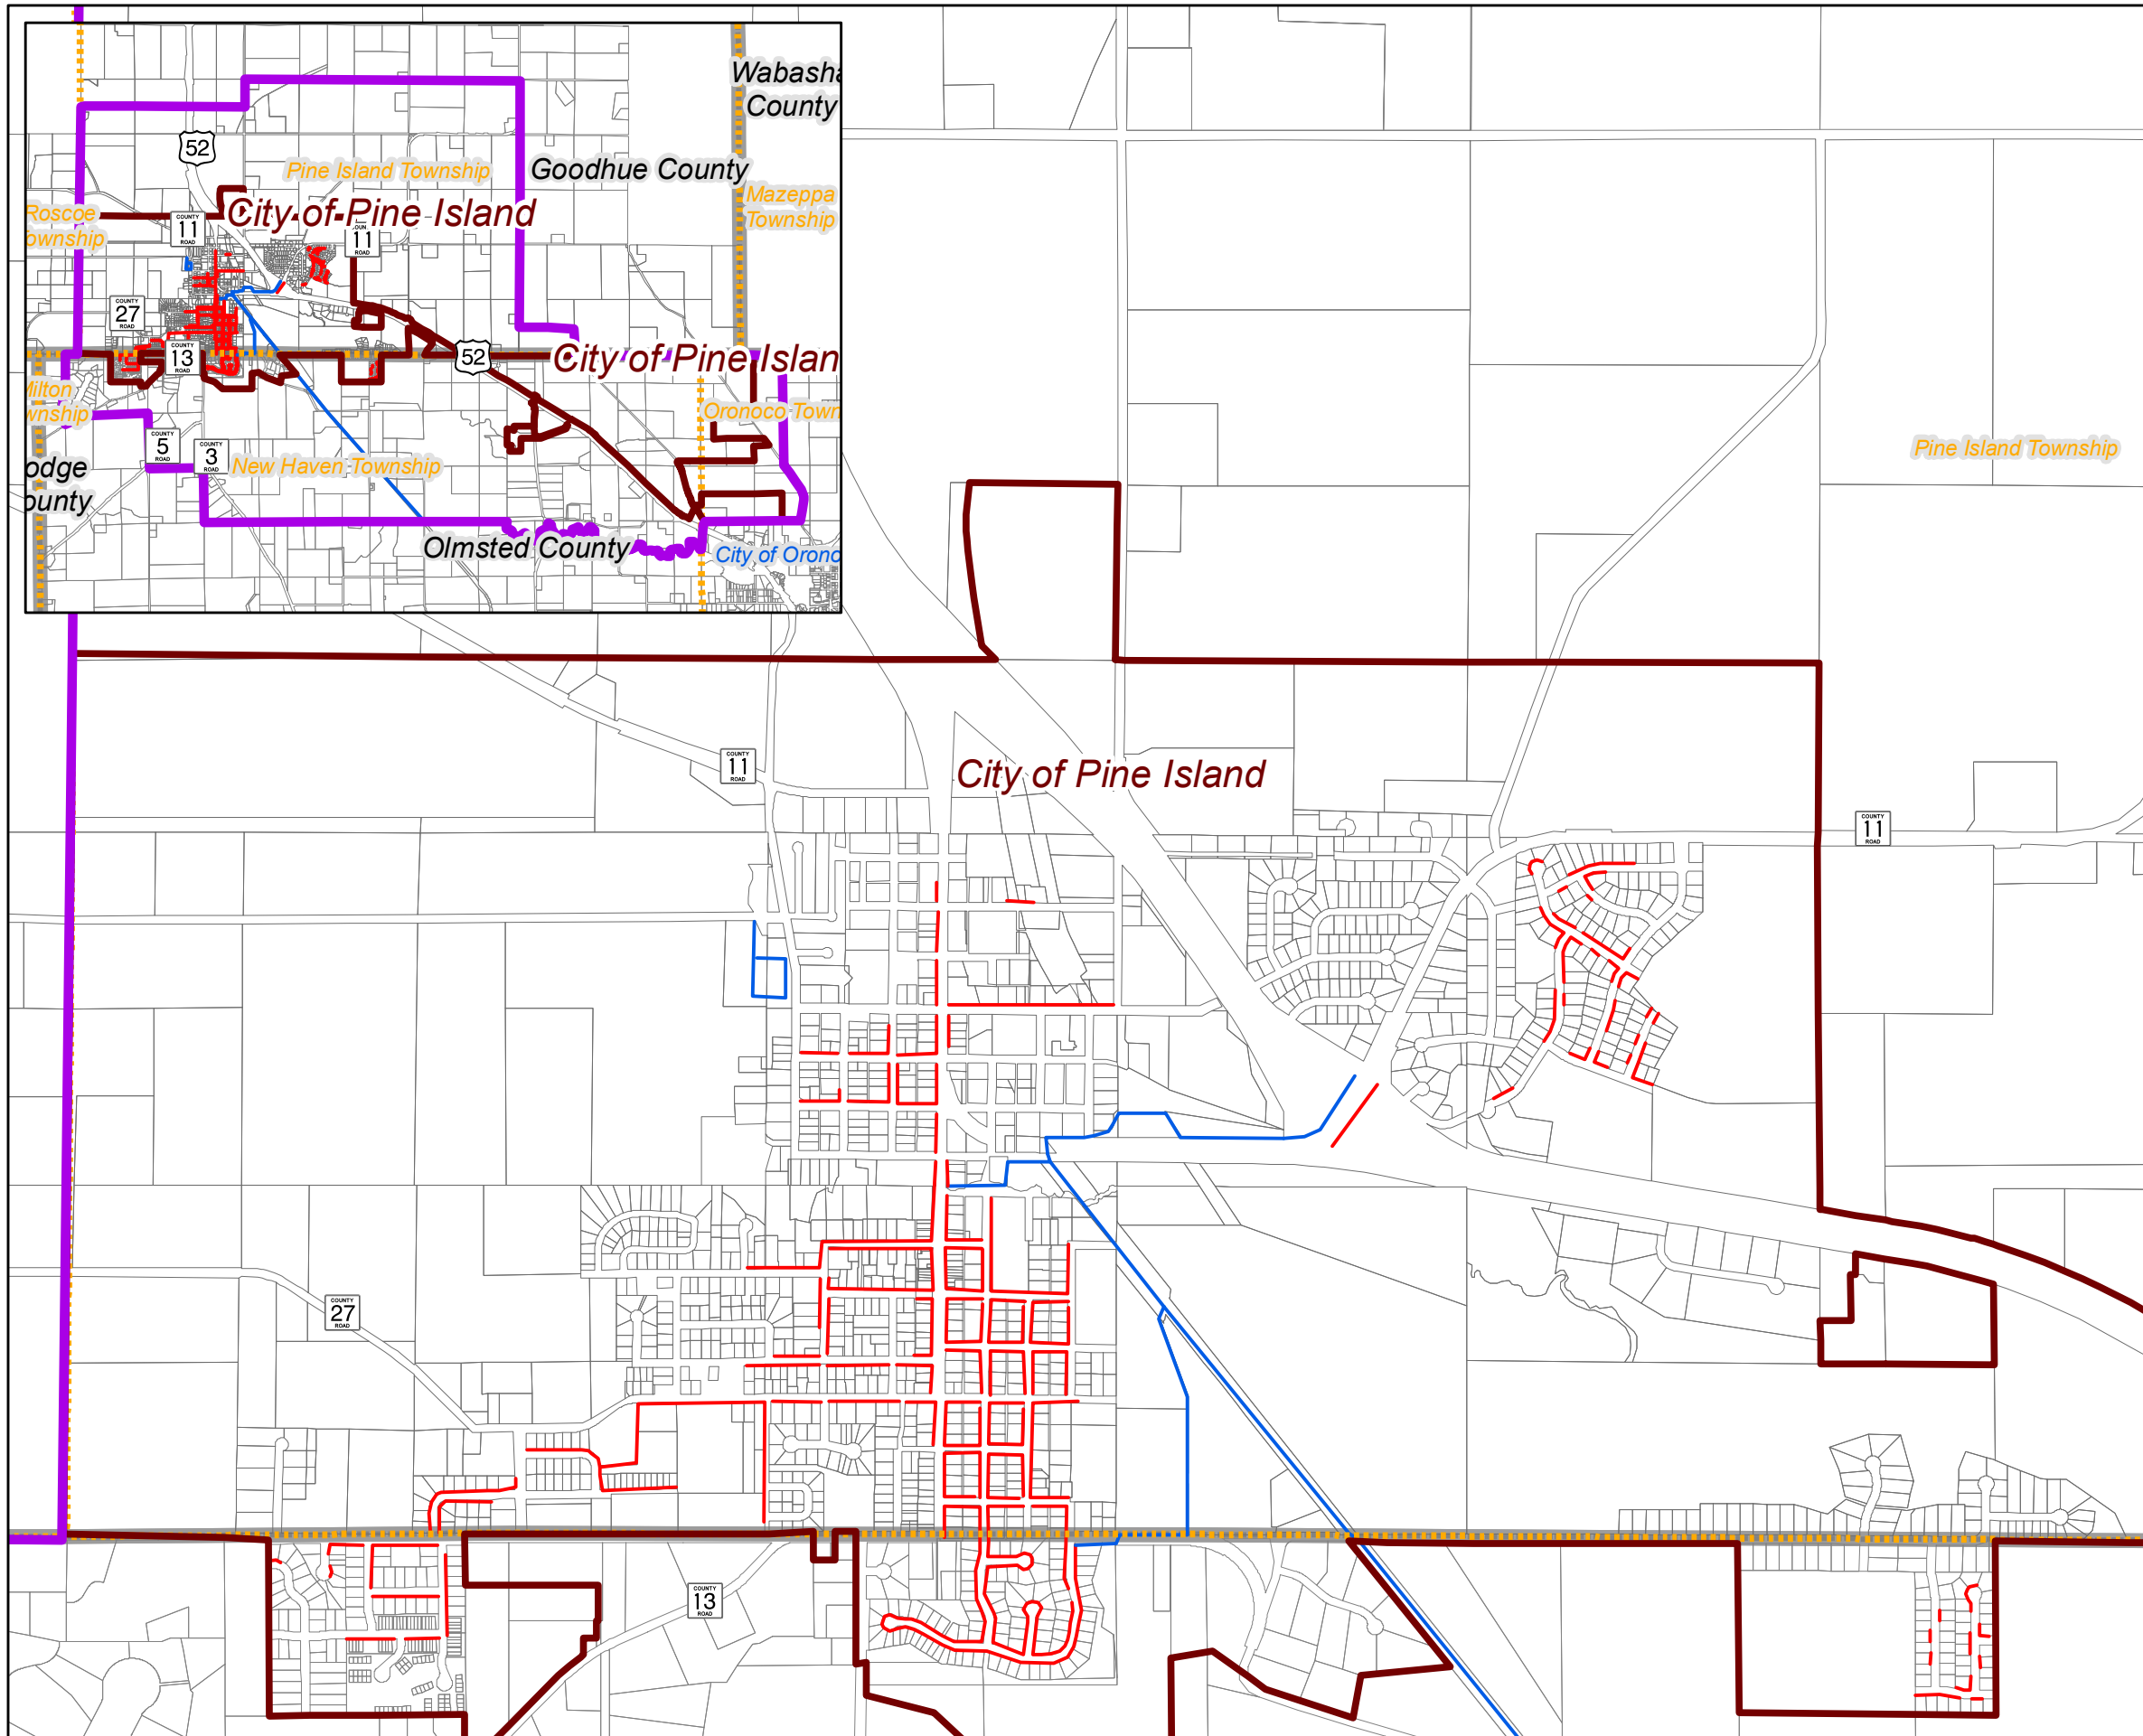 Wabasha
County
52
Pine Island Township
Goodhue County
Mazeppa
Township
Roscoe
ownship
COUNTY
11
ROAD
City of Pine Island
COUN
11
ROAD
COUNTY
27
ROAD
COUNTY
13
ROAD
52
City of Pine Islan
Milton
wnship
Oronoco Town
COUNTY
5
ROAD
COUNTY
3
ROAD
odge
ounty
New Haven Township
Olmsted County
City of Orono
Pine Island Township
COUNTY
11
ROAD
City of Pine Island
COUNTY
11
ROAD
COUNTY
27
ROAD
COUNTY
13
ROAD